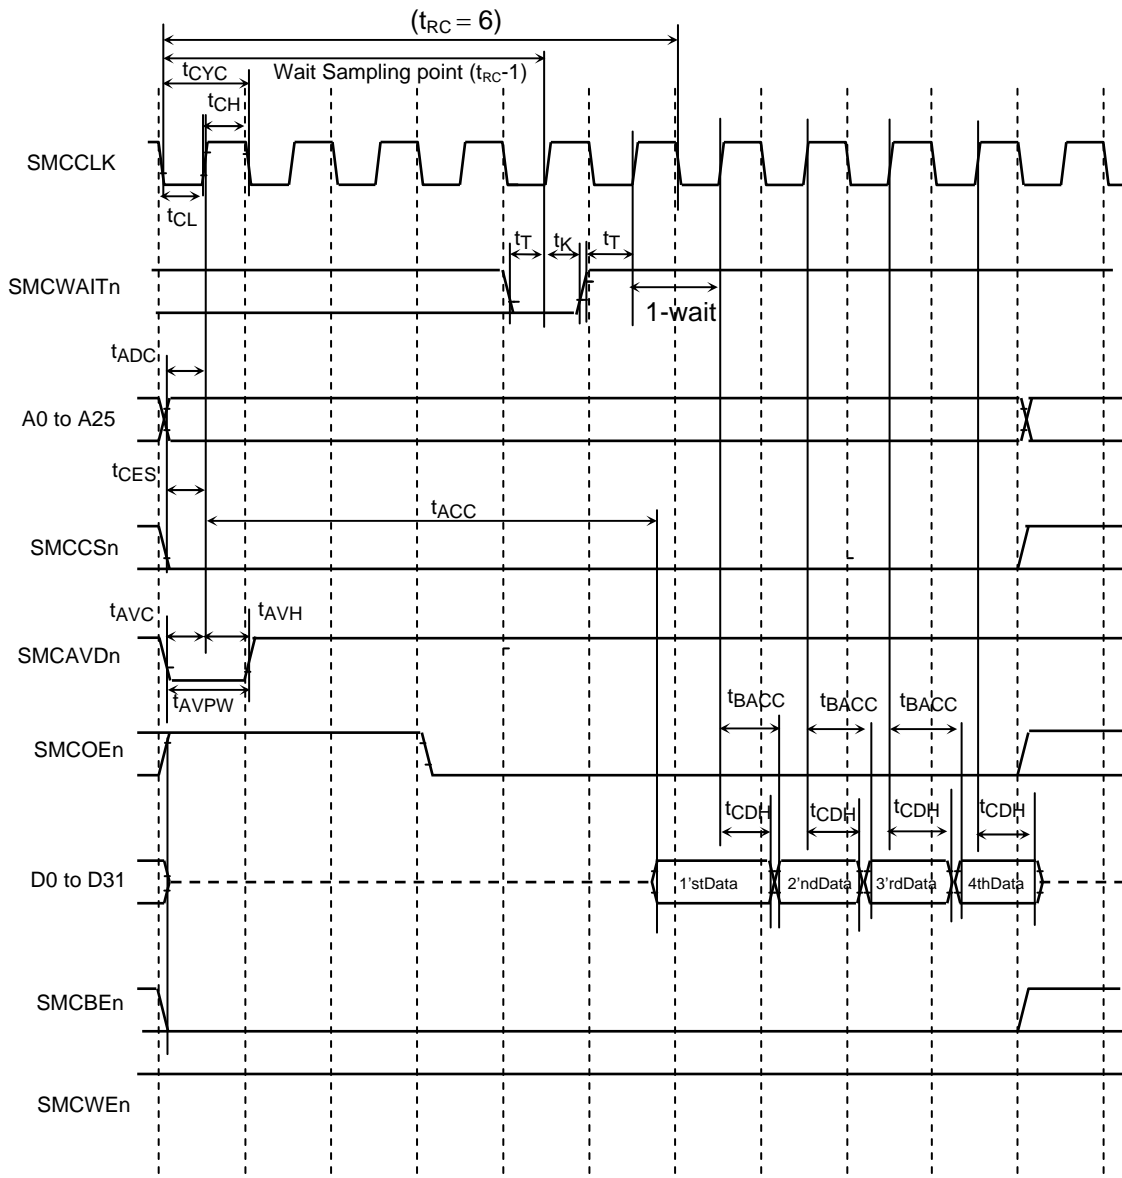 (tRC = 6)
Wait Sampling point (tRC-1)
tCYC
tCH
SMCCLK
tCL
tT tK tT
SMCWAITn
1-wait
tADC
A0 to A25
tCES
tACC
SMCCSn
tAVC tAVH
SMCAVDn
tAVPW
tBACC tBACC tBACC
SMCOEn
tCDH tCDH tCDH tCDH
D0 to D31
1'stData 2'ndData 3'rdData 4thData
SMCBEn
SMCWEn